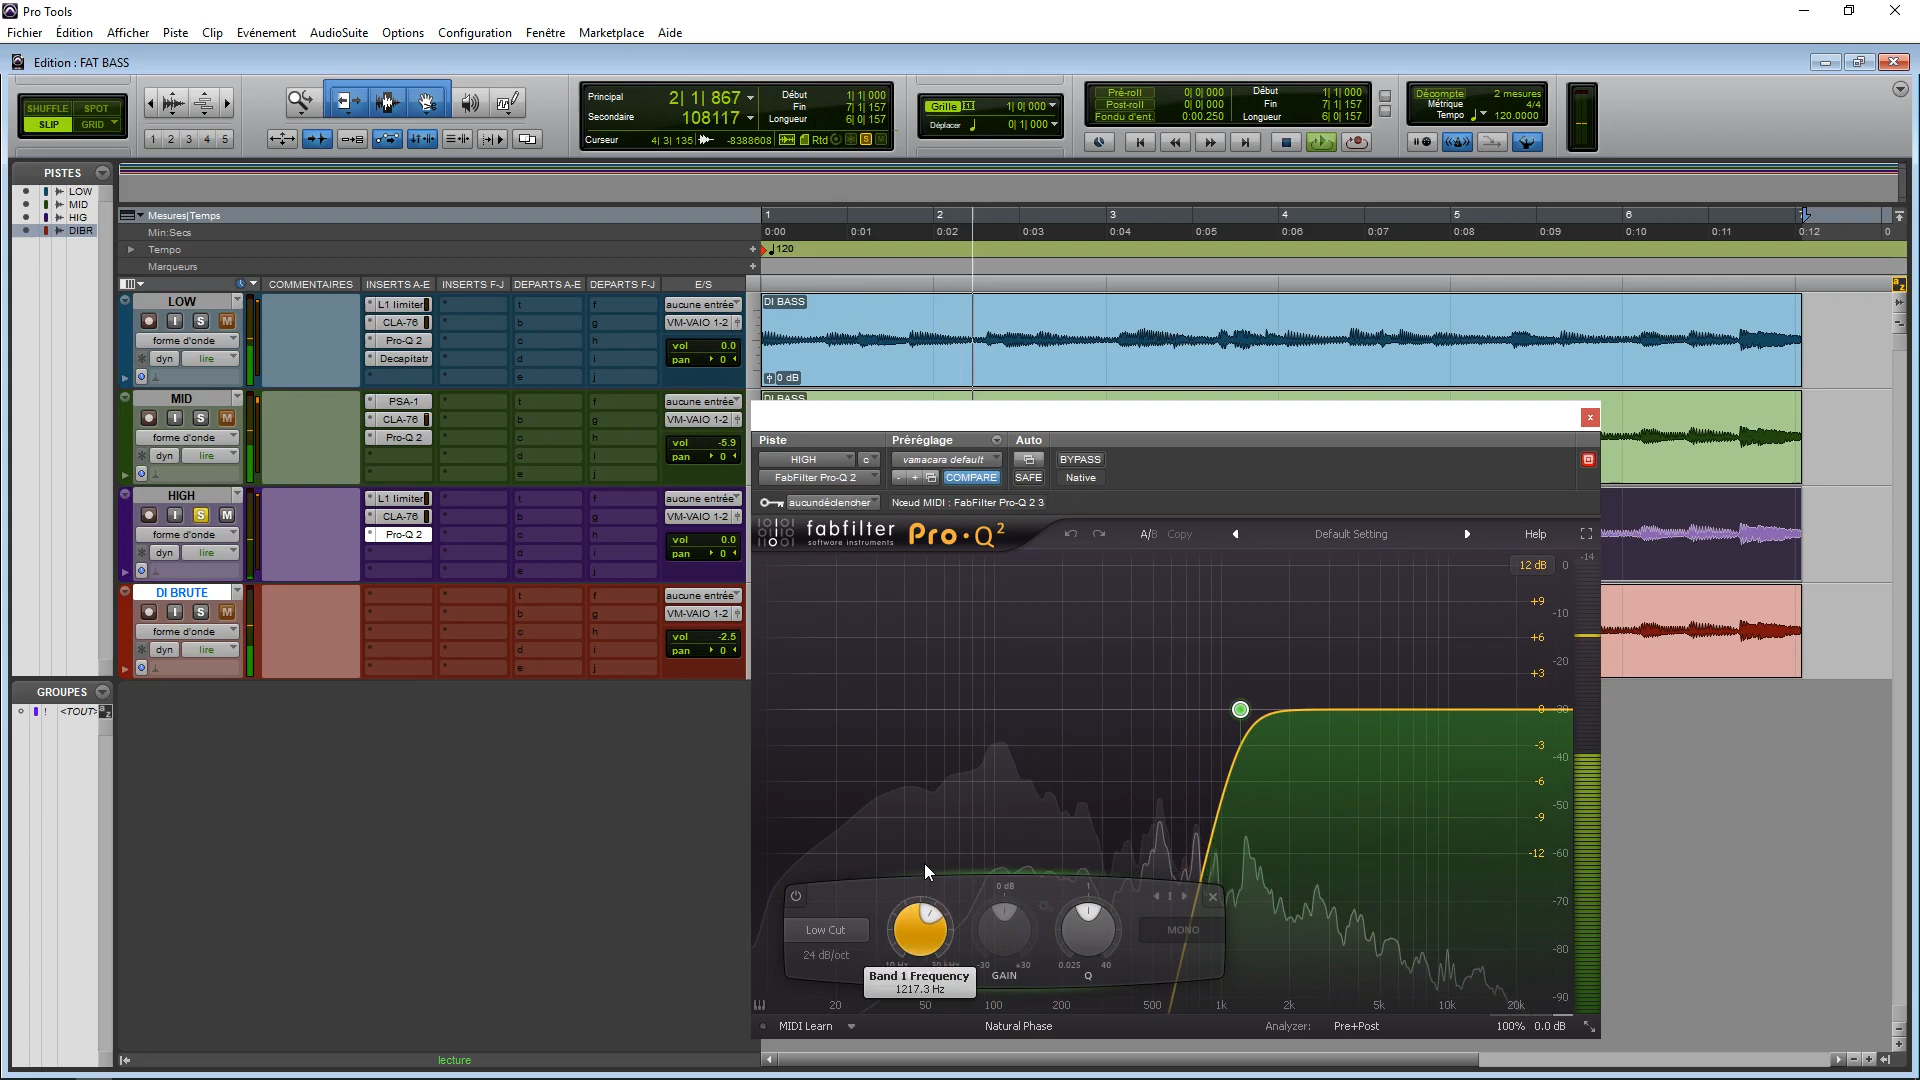 Pro Tools
Fichier Édition Afficher Piste Clip Evénement AudioSuite Options Configuration Fenêtre Marketplace Aide
Edition : FAT BASS
SHUFFLE SPOT
SLIP GRID
1 2 3 4 5
Principal 2| 1| 867
Secondaire 108117
Début 1| 1| 000
Fin 7| 1| 157
Longueur 6| 0| 157
Curseur 4| 3| 135 -8388608 Rtd S M
Grille 1| 0| 000
Déplacer 0| 1| 000
Pré-roll 0| 0| 000 Début 1| 1| 000
Post-roll 0| 0| 000 Fin 7| 1| 157
Fondu d'ent. 0:00.250 Longueur 6| 0| 157
Décompte 2 mesures
Métrique 4/4
Tempo 120.0000
PISTES
LOW
MID
HIG
DIBR
Mesures|Temps 1 2 3 4 5 6 7
Min:Secs 0:00 0:01 0:02 0:03 0:04 0:05 0:06 0:07 0:08 0:09 0:10 0:11 0:12 0
Tempo 120
Marqueurs
COMMENTAIRES INSERTS A-E INSERTS F-J DEPARTS A-E DEPARTS F-J E/S
LOW
I S M
forme d'onde
dyn lire
L1 limiter
CLA-76
Pro-Q 2
Decapitatr
aucune entrée
VM-VAIO 1-2
vol 0.0
pan 0
DI BASS
0 dB
MID
I S M
forme d'onde
dyn lire
PSA-1
CLA-76
Pro-Q 2
aucune entrée
VM-VAIO 1-2
vol -5.9
pan 0
DI BASS
HIGH
I S M
forme d'onde
dyn lire
L1 limiter
CLA-76
Pro-Q 2
aucune entrée
VM-VAIO 1-2
vol 0.0
pan 0
DI BRUTE
I S M
forme d'onde
dyn lire
aucune entrée
VM-VAIO 1-2
vol -2.5
pan 0
GROUPES
! <TOUT>
lecture
Piste Préréglage Auto
HIGH c vamacara default BYPASS
FabFilter Pro-Q 2 - + COMPARE SAFE Native
aucundéclencher Nœud MIDI : FabFilter Pro-Q 2 3
fabfilter
software instruments
Pro·Q2
A/B Copy Default Setting Help
12 dB
+9
+6
+3
0
-3
-6
-9
-12
-14
0
-10
-20
-30
-40
-50
-60
-70
-80
-90
0 dB 1
1
Low Cut MONO
24 dB/oct
10 Hz 30 kHz -30 +30 0.025 40
GAIN Q
Band 1 Frequency
1217.3 Hz
20 50 100 200 500 1k 2k 5k 10k 20k
MIDI Learn Natural Phase Analyzer: Pre+Post 100% 0.0 dB